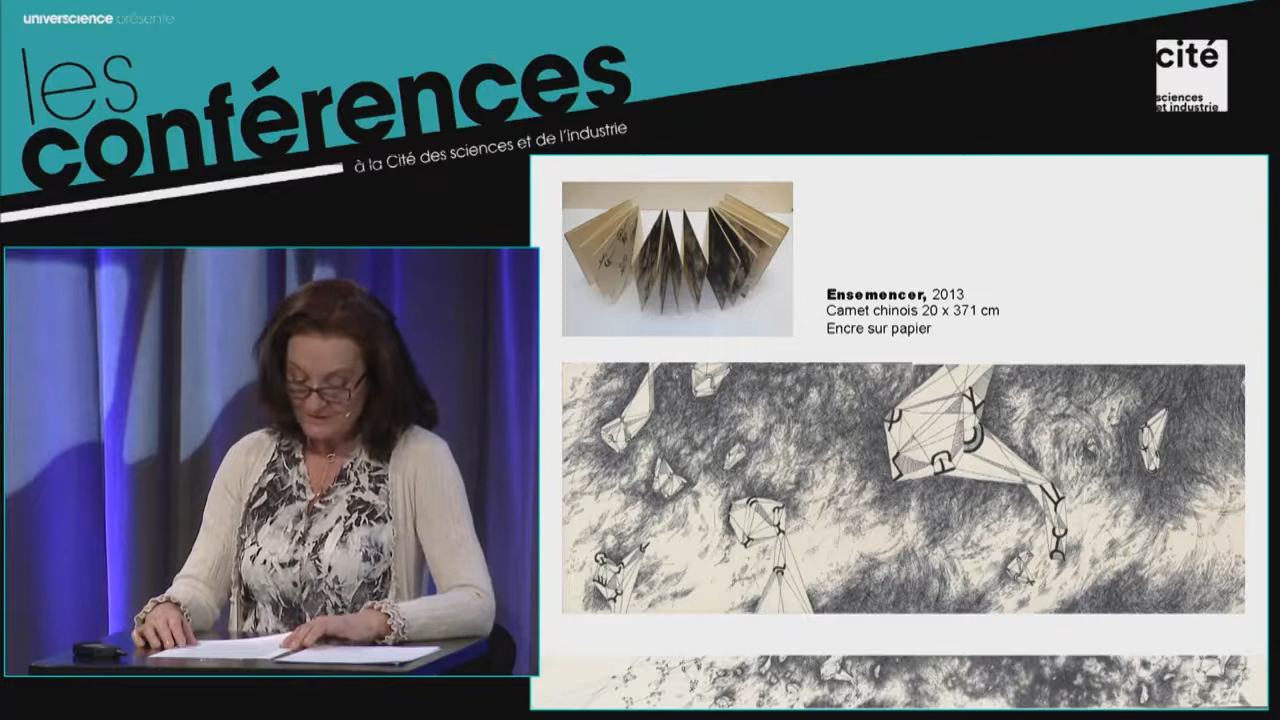 universcience présente
les
conférences
à la Cité des sciences et de l'industrie
cité
sciences
et industrie
Ensemencer, 2013
Carnet chinois 20 x 371 cm
Encre sur papier